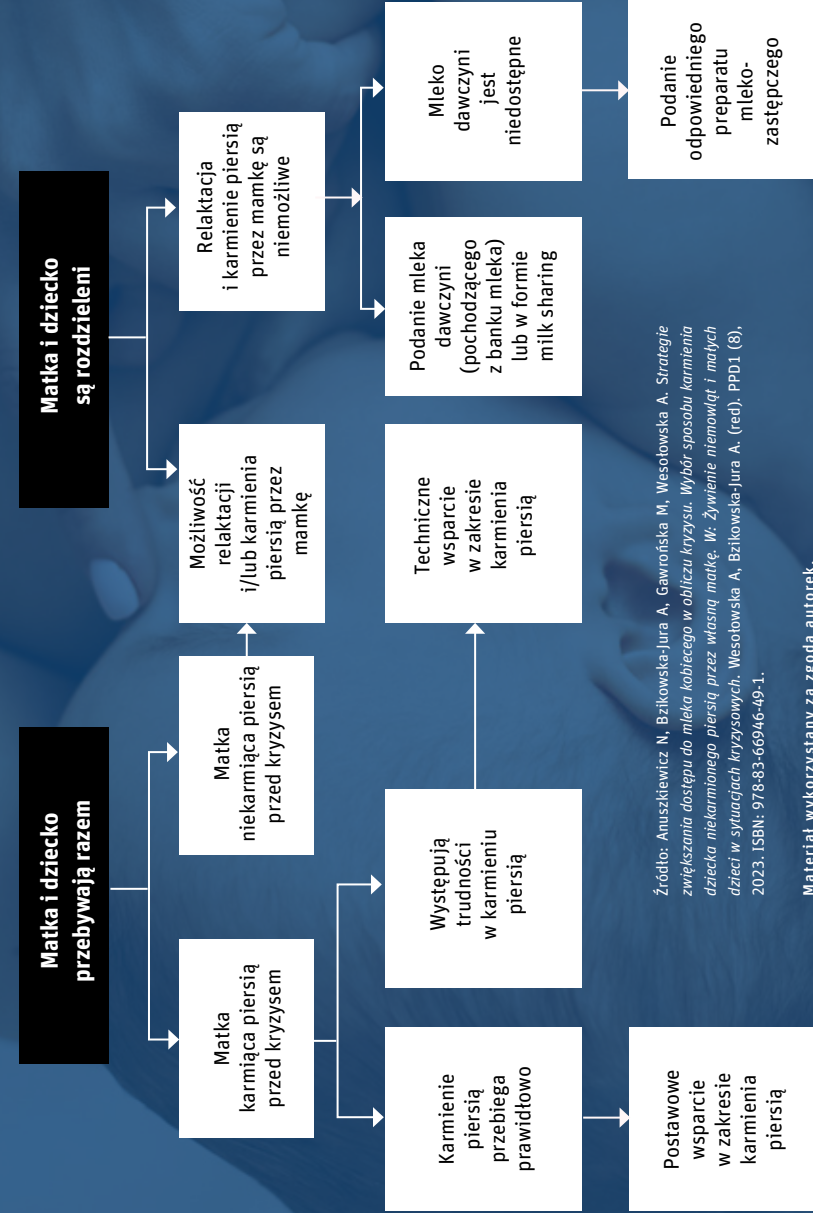 Matka i dziecko
przebywają razem
Matka i dziecko
są rozdzieleni
Matka
karmiąca piersią
przed kryzysem
Matka
niekarmiąca piersią
przed kryzysem
Możliwość
relaktacji
i/lub karmienia
piersią przez
mamkę
Relaktacja
i karmienie piersią
przez mamkę są
niemożliwe
Karmienie
piersią
przebiega
prawidłowo
Występują
trudności
w karmieniu
piersią
Techniczne
wsparcie
w zakresie
karmienia
piersią
Podanie mleka
dawczyni
(pochodzącego
z banku mleka)
lub w formie
milk sharing
Mleko
dawczyni
jest
niedostępne
Postawowe
wsparcie
w zakresie
karmienia
piersią
Podanie
odpowiedniego
preparatu
mleko-
zastępczego
Źródło: Anuszkiewicz N, Bzikowska-Jura A, Gawrońska M, Wesołowska A. Strategie
zwiększania dostępu do mleka kobiecego w obliczu kryzysu. Wybór sposobu karmienia
dziecka niekarmionego piersią przez własną matkę. W: Żywienie niemowląt i małych
dzieci w sytuacjach kryzysowych. Wesołowska A, Bzikowska-Jura A. (red). PPD1 (8),
2023. ISBN: 978-83-66946-49-1.
Materiał wykorzystany za zgodą autorek.